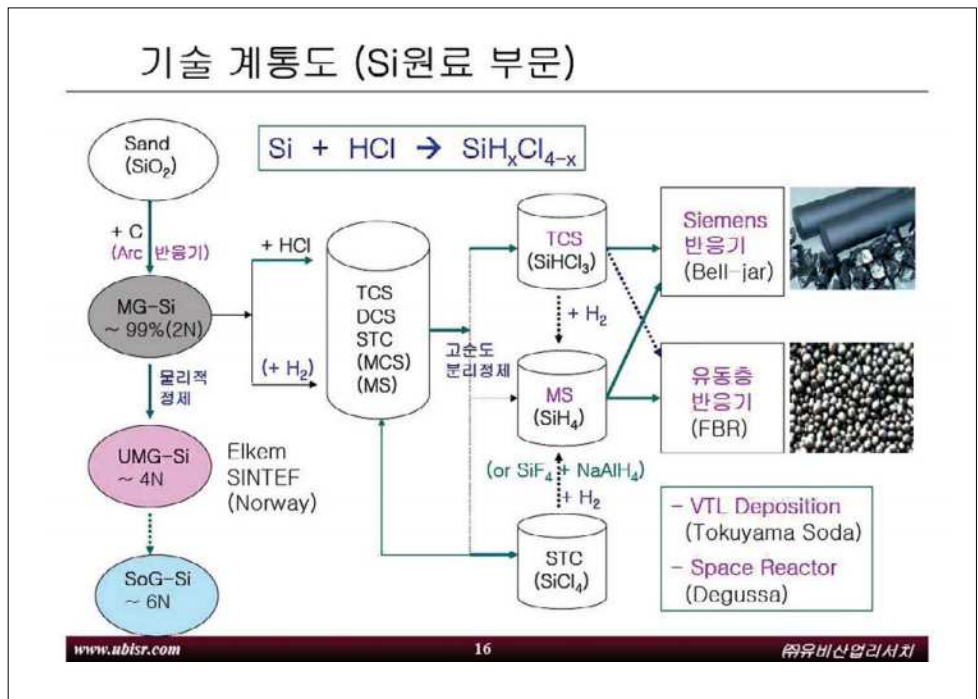 기술 계통도 (Si원료 부문)
Sand
(SiO₂)
Si + HCl → SiHₓCl₄₋ₓ
+ C
(Arc 반응기)
MG-Si
~ 99%(2N)
물리적
정제
UMG-Si
~ 4N
Elkem
SINTEF
(Norway)
SoG-Si
~ 6N
+ HCl
(+ H₂)
TCS
DCS
STC
(MCS)
(MS)
고순도
분리정제
TCS
(SiHCl₃)
+ H₂
MS
(SiH₄)
(or SiF₄ + NaAlH₄)
+ H₂
STC
(SiCl₄)
Siemens
반응기
(Bell-jar)
유동층
반응기
(FBR)
- VTL Deposition
(Tokuyama Soda)
- Space Reactor
(Degussa)
www.ubisr.com
16
㈜유비산업리서치